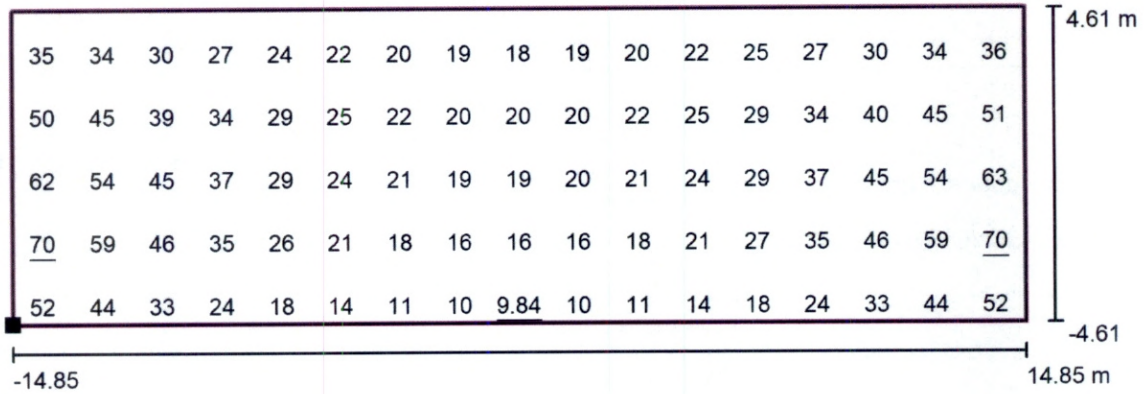 4.61 m
35 34 30 27 24 22 20 19 18 19 20 22 25 27 30 34 36
50 45 39 34 29 25 22 20 20 20 22 25 29 34 40 45 51
62 54 45 37 29 24 21 19 19 20 21 24 29 37 45 54 63
70 59 46 35 26 21 18 16 16 16 18 21 27 35 46 59 70
52 44 33 24 18 14 11 10 9.84 10 11 14 18 24 33 44 52
-4.61
-14.85 14.85 m